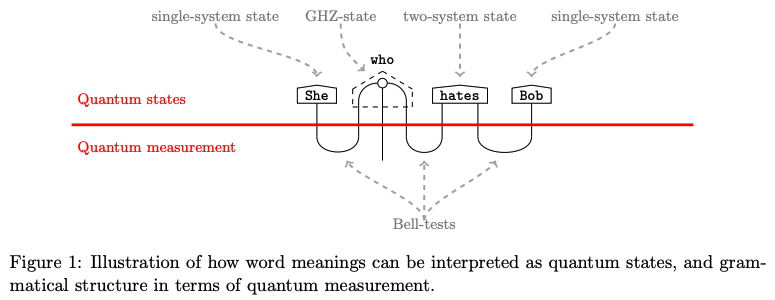 single-system state GHZ-state two-system state single-system state
who
She hates Bob
Quantum states
Quantum measurement
Bell-tests
Figure 1: Illustration of how word meanings can be interpreted as quantum states, and gram-
matical structure in terms of quantum measurement.